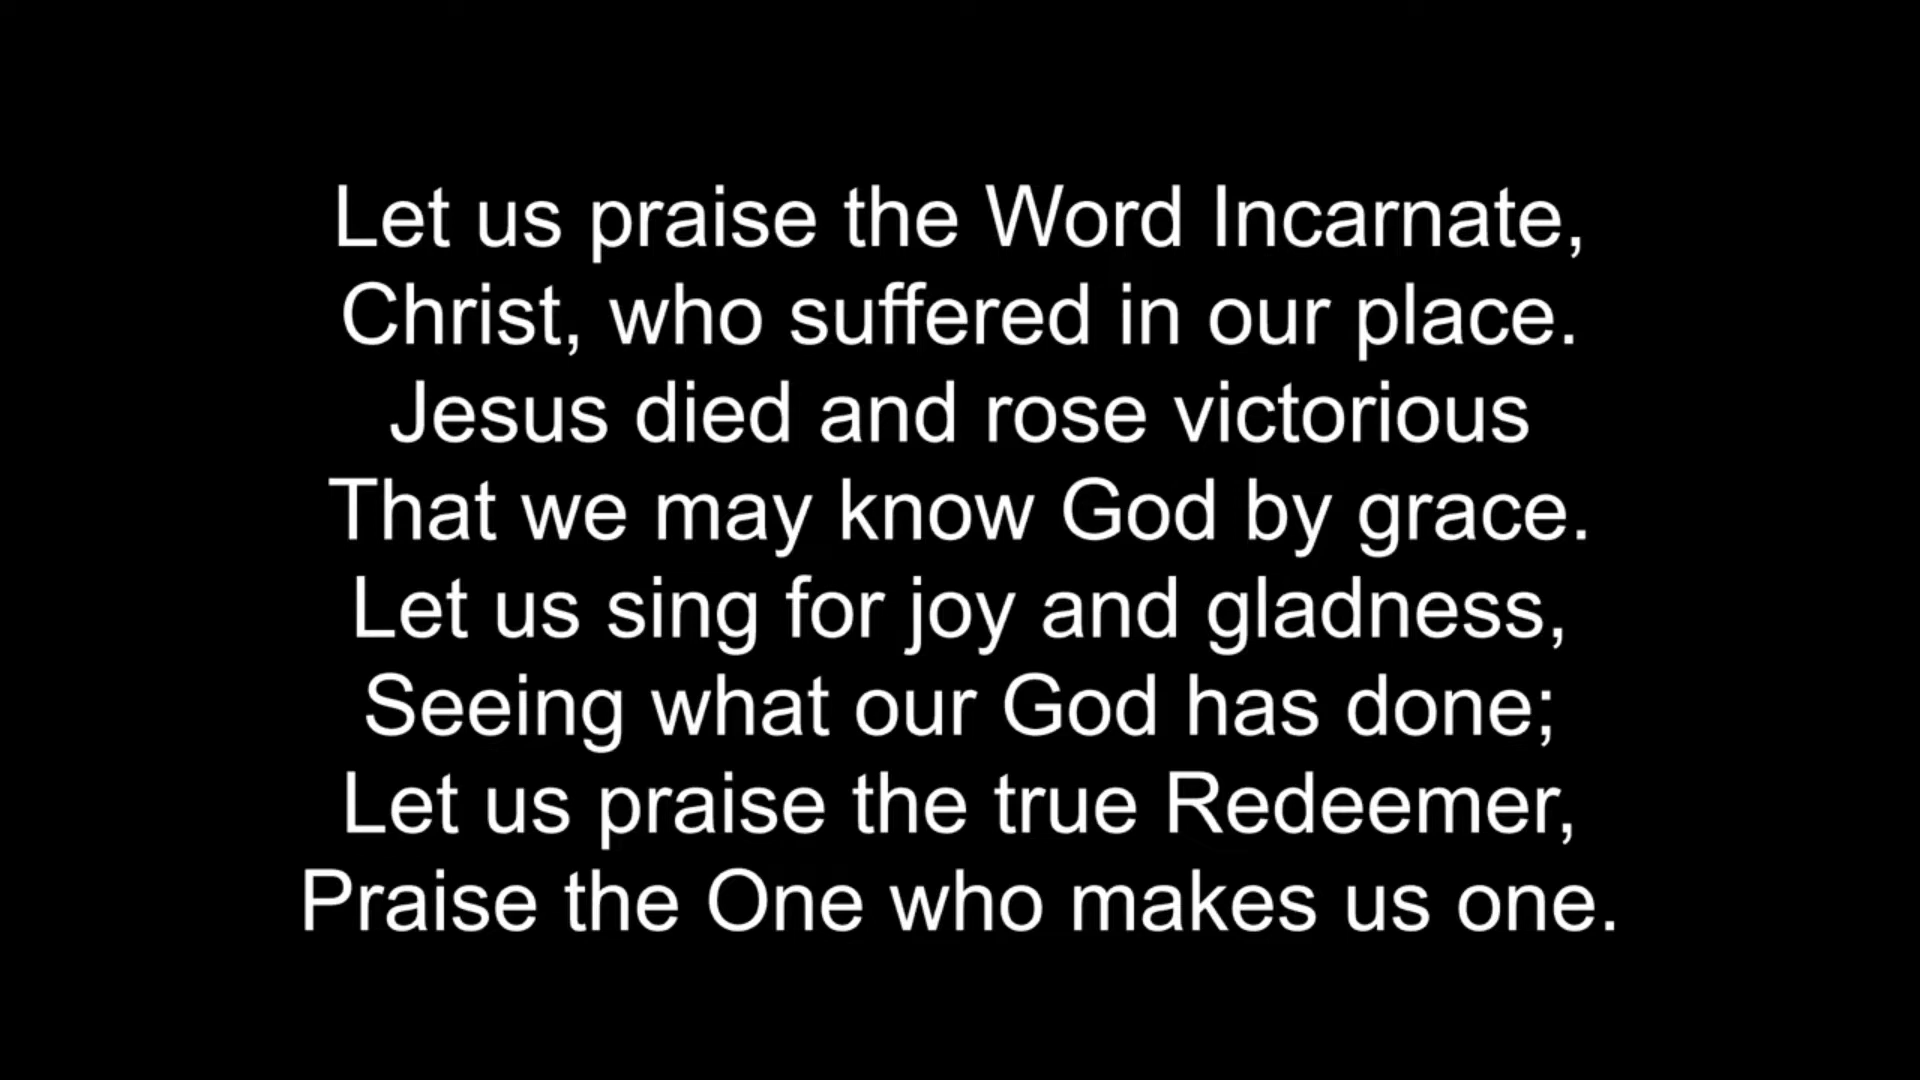 Let us praise the Word Incarnate,
Christ, who suffered in our place.
Jesus died and rose victorious
That we may know God by grace.
Let us sing for joy and gladness,
Seeing what our God has done;
Let us praise the true Redeemer,
Praise the One who makes us one.